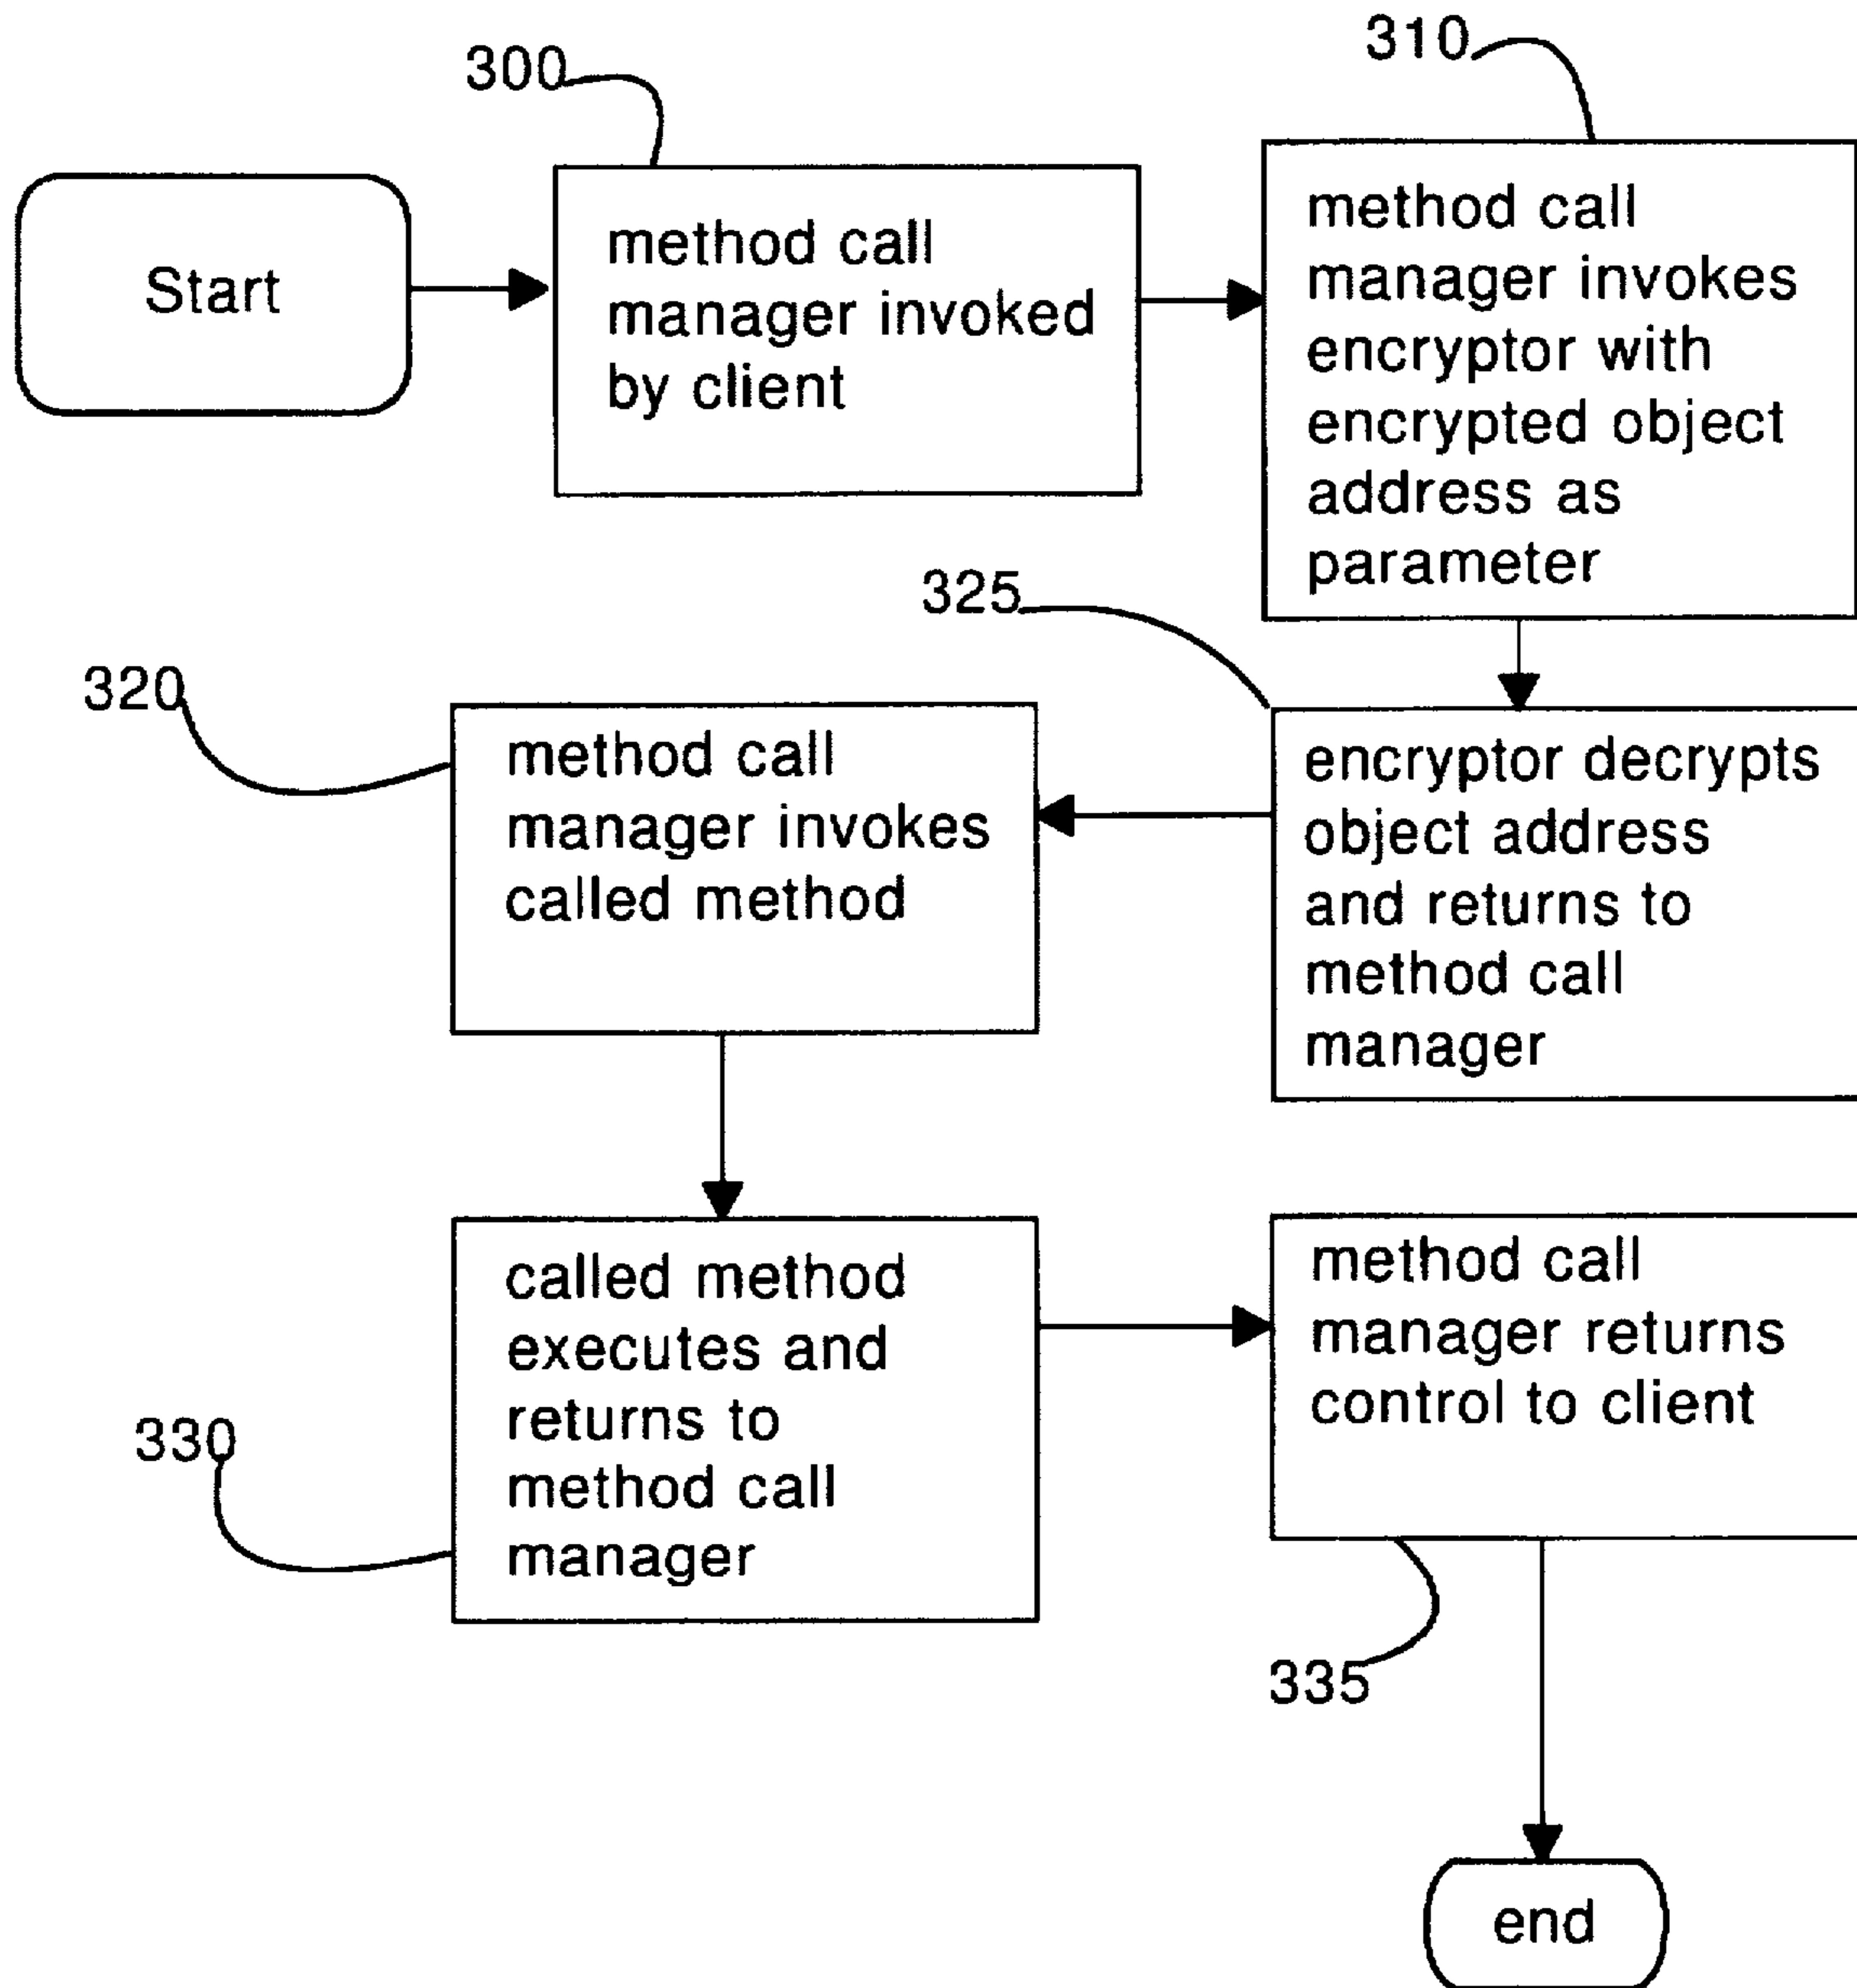 300
310
Start
method call
manager invoked
by client
method call
manager invokes
encryptor with
encrypted object
address as
parameter
325
320
encryptor decrypts
object address
and returns to
method call
manager
method call
manager invokes
called method
called method
executes and
returns to
method call
manager
330
method call
manager returns
control to client
335
end